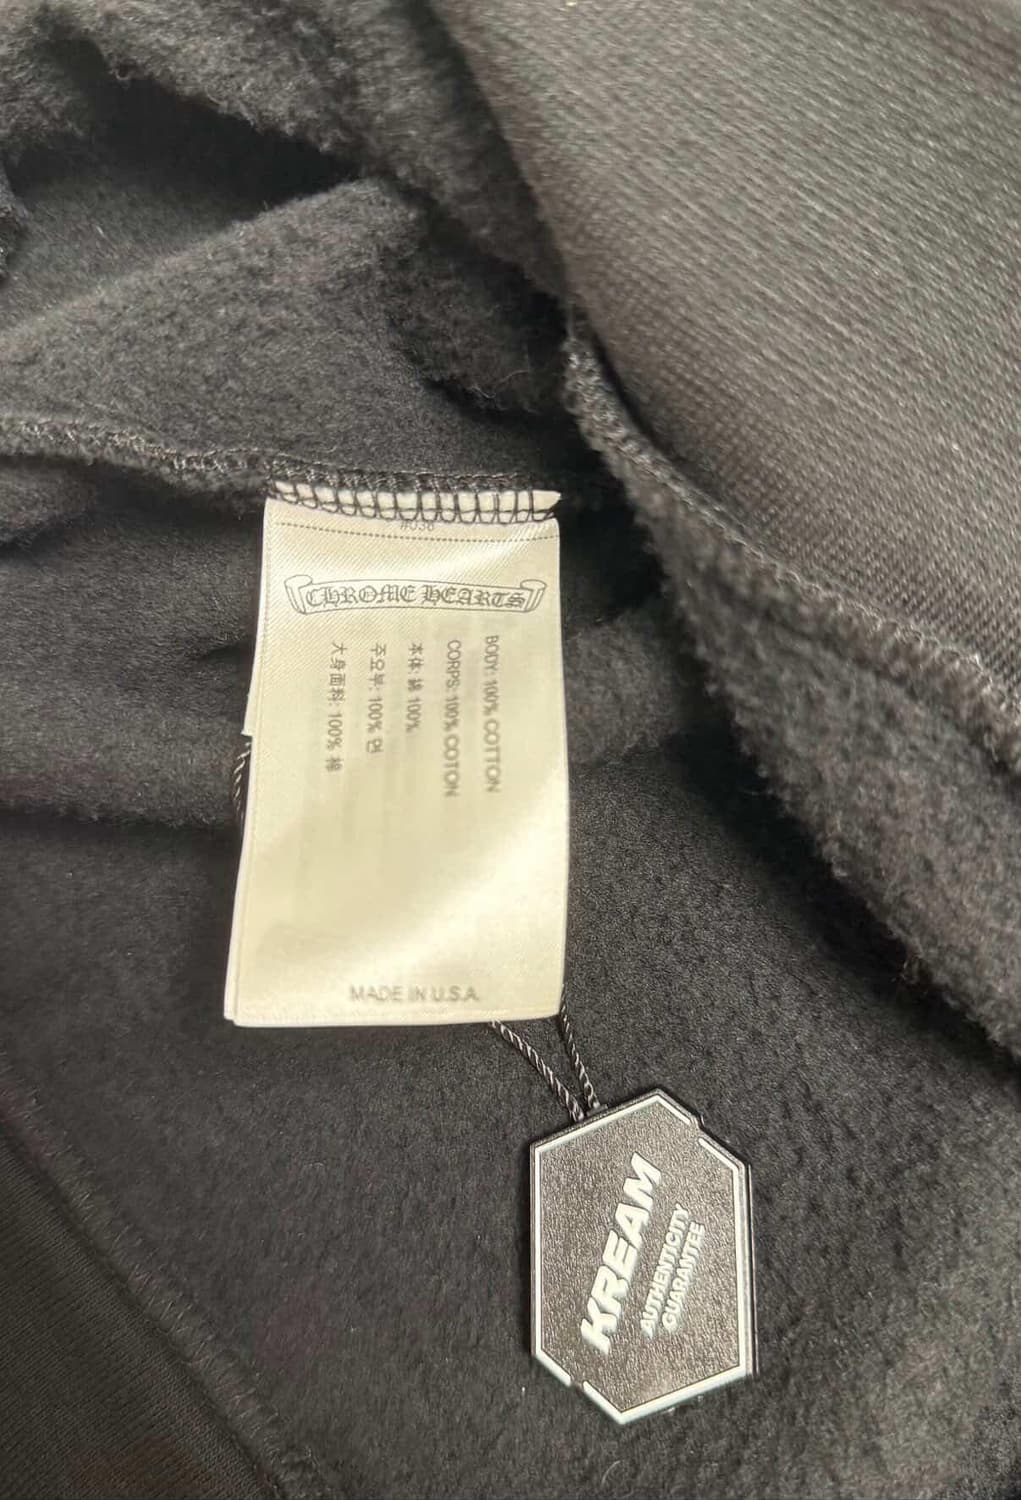 CHROME HEARTS
BODY: 100% COTTON
CORPS: 100% COTON
本体: 綿 100%
주요부: 100% 면
大身面料: 100% 棉
MADE IN U.S.A.
KREAM
AUTHENTICITY
GUARANTEE